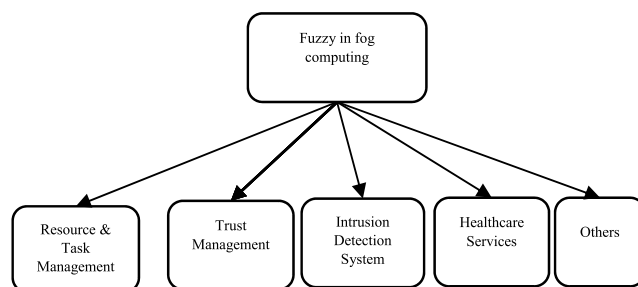 Fuzzy in fog
computing
Resource &
Task
Management
Trust
Management
Intrusion
Detection
System
Healthcare
Services
Others